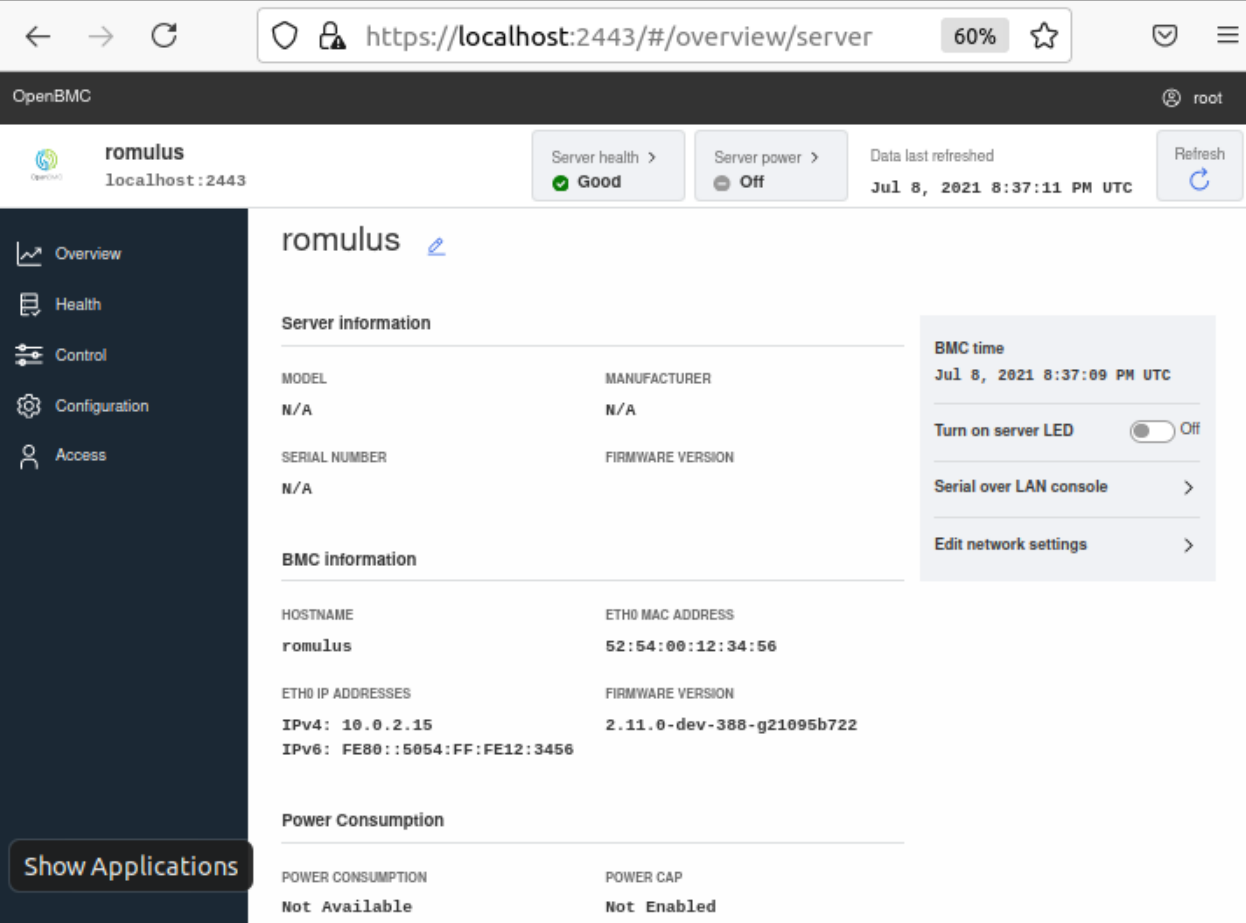 https://localhost:2443/#/overview/server 60%
OpenBMC root
romulus
localhost:2443
Server health >
Good
Server power >
Off
Data last refreshed
Jul 8, 2021 8:37:11 PM UTC
Refresh
Overview
Health
Control
Configuration
Access
romulus
Server information
MODEL MANUFACTURER
N/A N/A
SERIAL NUMBER FIRMWARE VERSION
N/A
BMC information
HOSTNAME ETH0 MAC ADDRESS
romulus 52:54:00:12:34:56
ETH0 IP ADDRESSES FIRMWARE VERSION
IPv4: 10.0.2.15 2.11.0-dev-388-g21095b722
IPv6: FE80::5054:FF:FE12:3456
Power Consumption
POWER CONSUMPTION POWER CAP
Not Available Not Enabled
BMC time
Jul 8, 2021 8:37:09 PM UTC
Turn on server LED Off
Serial over LAN console >
Edit network settings >
Show Applications